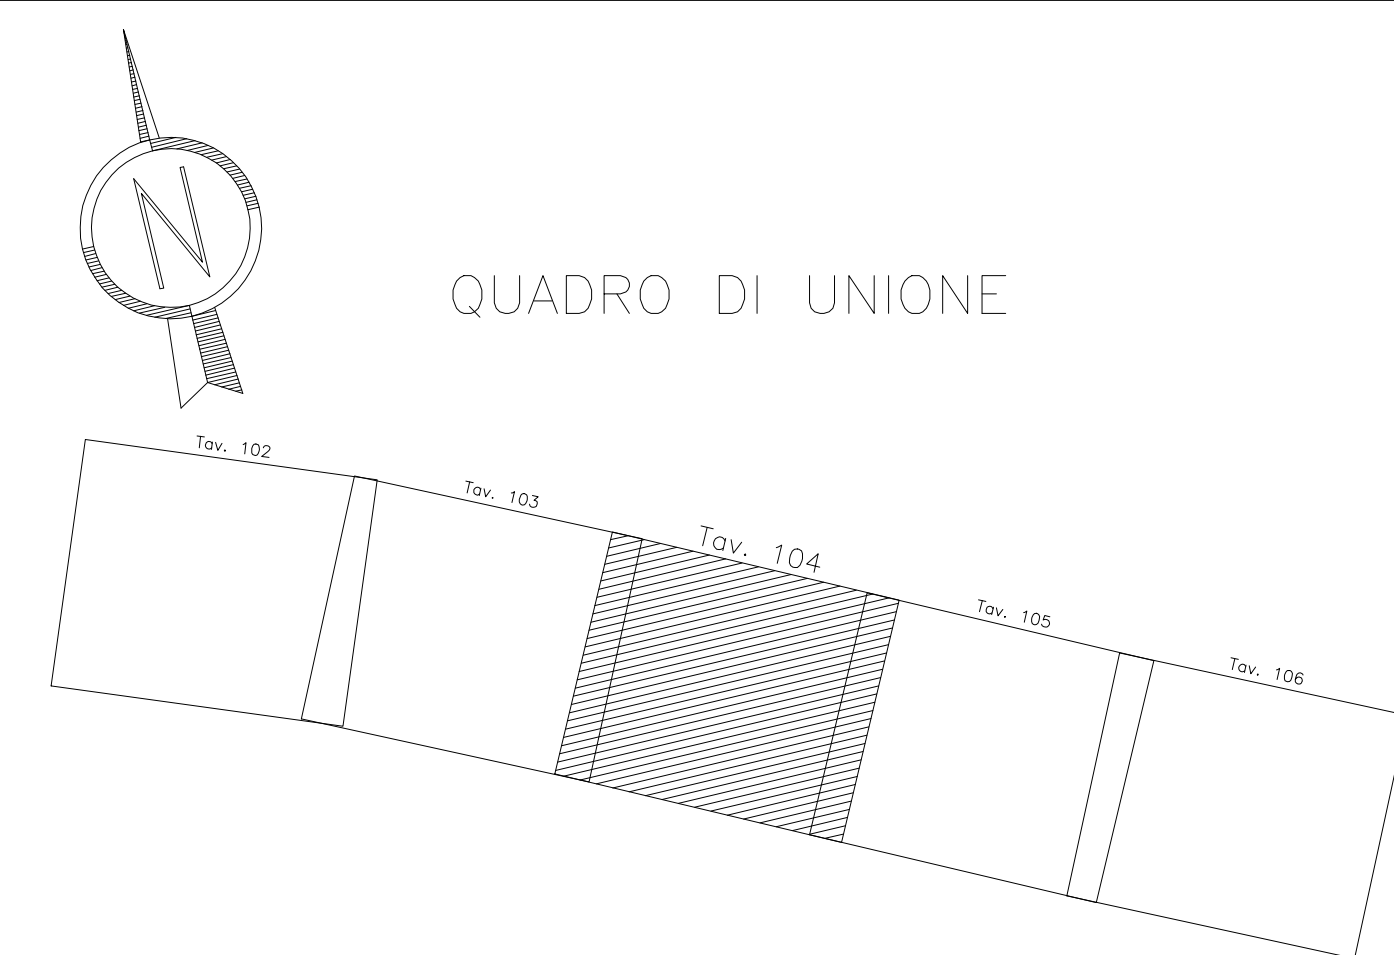 N
QUADRO DI UNIONE
Tav. 102
Tav. 103
Tav. 104
Tav. 105
Tav. 106